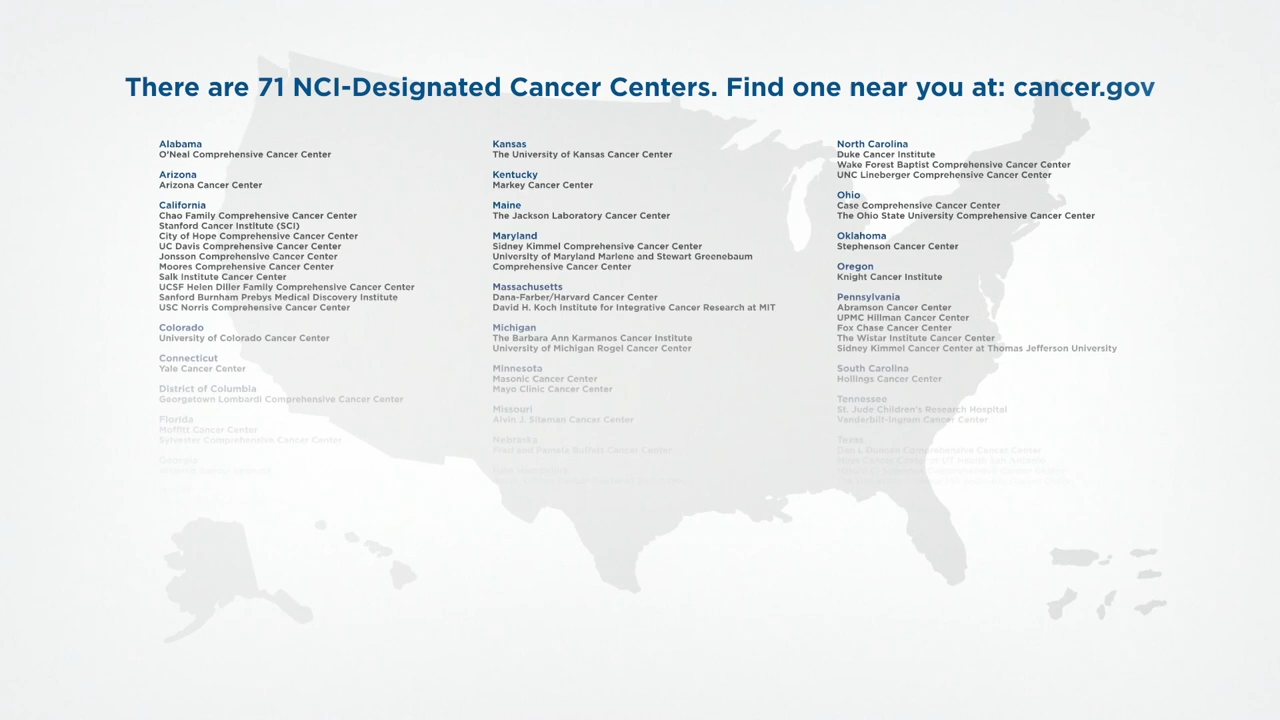 There are 71 NCI-Designated Cancer Centers. Find one near you at: cancer.gov
Alabama
O'Neal Comprehensive Cancer Center
Arizona
Arizona Cancer Center
California
Chao Family Comprehensive Cancer Center
Stanford Cancer Institute (SCI)
City of Hope Comprehensive Cancer Center
UC Davis Comprehensive Cancer Center
Jonsson Comprehensive Cancer Center
Moores Comprehensive Cancer Center
Salk Institute Cancer Center
UCSF Helen Diller Family Comprehensive Cancer Center
Sanford Burnham Prebys Medical Discovery Institute
USC Norris Comprehensive Cancer Center
Colorado
University of Colorado Cancer Center
Connecticut
Yale Cancer Center
District of Columbia
Georgetown Lombardi Comprehensive Cancer Center
Florida
Moffitt Cancer Center
Sylvester Comprehensive Cancer Center
Georgia
Kansas
The University of Kansas Cancer Center
Kentucky
Markey Cancer Center
Maine
The Jackson Laboratory Cancer Center
Maryland
Sidney Kimmel Comprehensive Cancer Center
University of Maryland Marlene and Stewart Greenebaum
Comprehensive Cancer Center
Massachusetts
Dana-Farber/Harvard Cancer Center
David H. Koch Institute for Integrative Cancer Research at MIT
Michigan
The Barbara Ann Karmanos Cancer Institute
University of Michigan Rogel Cancer Center
Minnesota
Masonic Cancer Center
Mayo Clinic Cancer Center
Missouri
Alvin J. Siteman Cancer Center
Nebraska
Fred and Pamela Buffett Cancer Center
North Carolina
Duke Cancer Institute
Wake Forest Baptist Comprehensive Cancer Center
UNC Lineberger Comprehensive Cancer Center
Ohio
Case Comprehensive Cancer Center
The Ohio State University Comprehensive Cancer Center
Oklahoma
Stephenson Cancer Center
Oregon
Knight Cancer Institute
Pennsylvania
Abramson Cancer Center
UPMC Hillman Cancer Center
Fox Chase Cancer Center
The Wistar Institute Cancer Center
Sidney Kimmel Cancer Center at Thomas Jefferson University
South Carolina
Hollings Cancer Center
Tennessee
St. Jude Children's Research Hospital
Vanderbilt-Ingram Cancer Center
Texas
Dan L Duncan Comprehensive Cancer Center